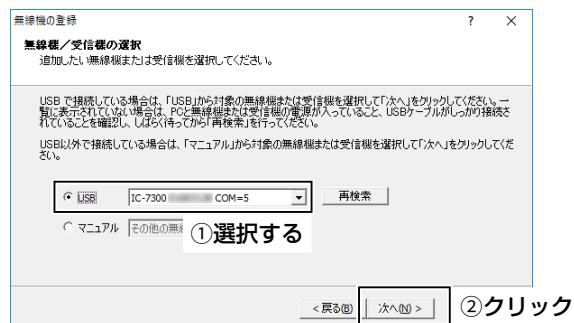 無線機の登録 ? ×
無線機／受信機の選択
追加したい無線機または受信機を選択してください。
USB で接続している場合は、「USB」から対象の無線機または受信機を選択して「次へ」をクリックしてください。一
覧に表示されていない場合は、PCと無線機または受信機の電源が入っていること、USBケーブルがしっかり接続さ
れていることを確認し、しばらく待ってから「再検索」を行ってください。
USB以外で接続している場合は、「マニュアル」から対象の無線機または受信機を選択して「次へ」をクリックしてくだ
さい。
USB IC-7300 COM=5 再検索
マニュアル その他の無
①選択する
< 戻る(B) 次へ(N) > ②クリック